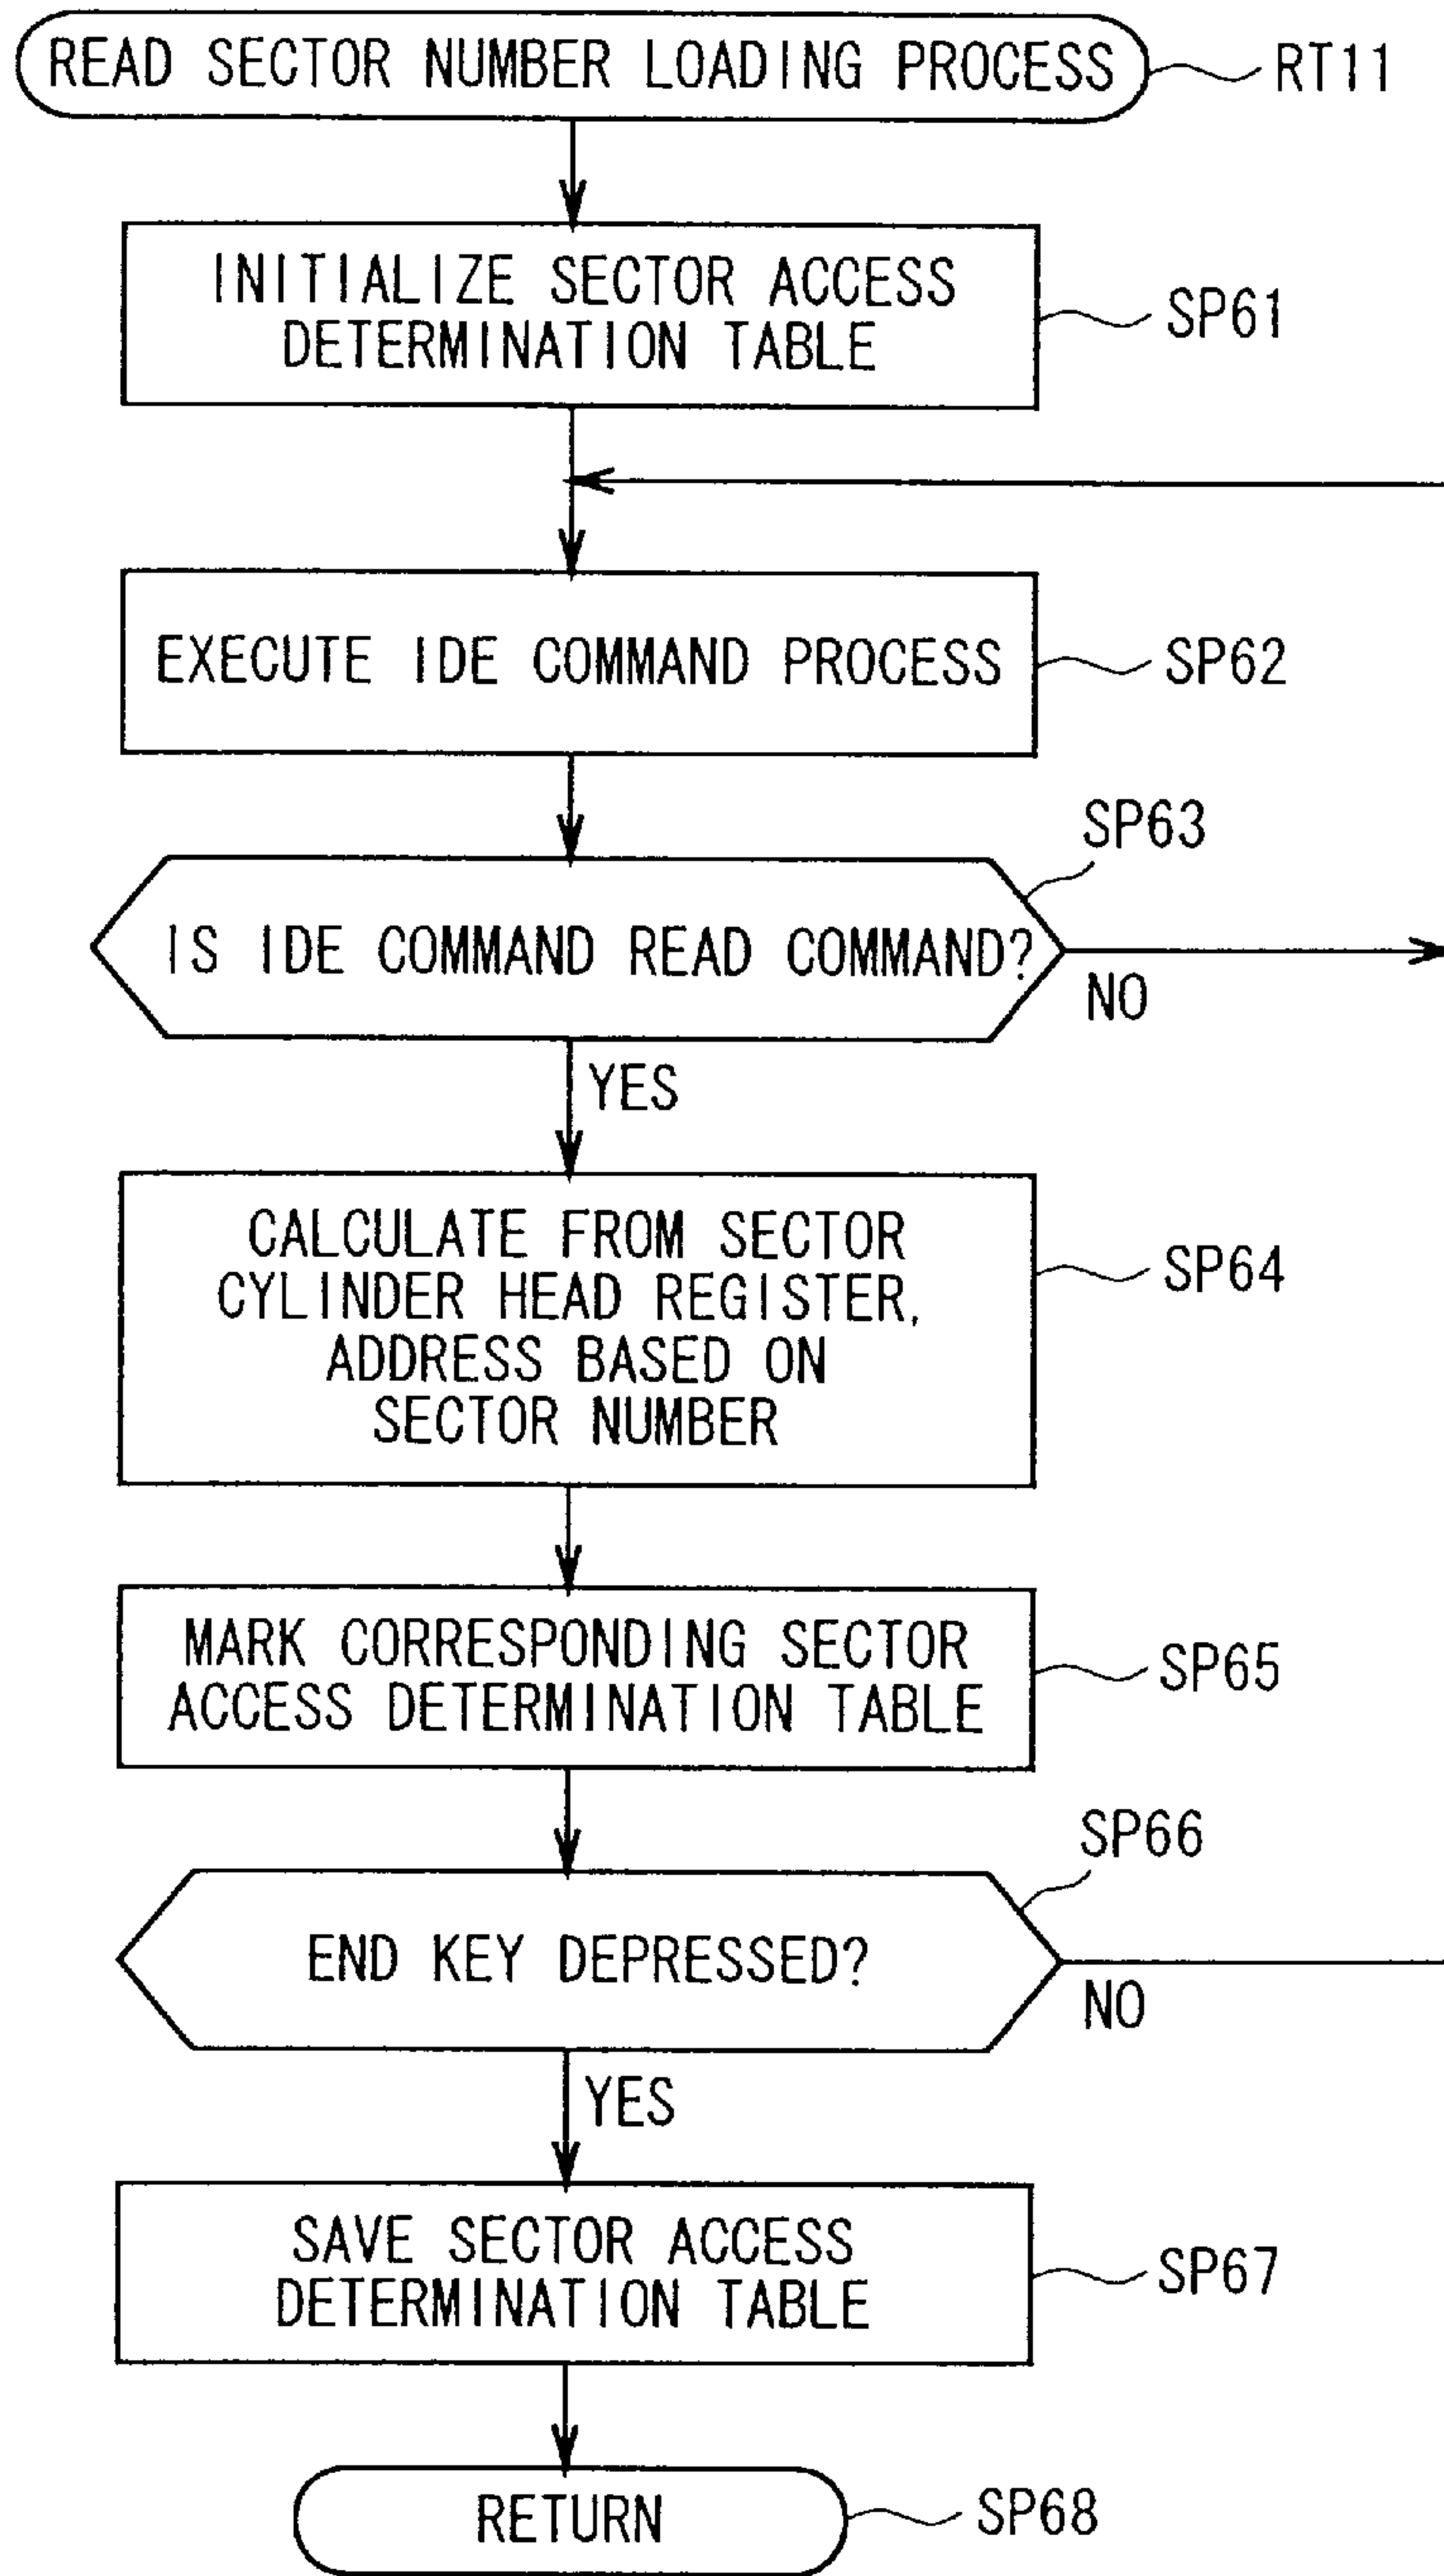 READ SECTOR NUMBER LOADING PROCESS
RT11
INITIALIZE SECTOR ACCESS
DETERMINATION TABLE
SP61
EXECUTE IDE COMMAND PROCESS
SP62
SP63
IS IDE COMMAND READ COMMAND?
NO
YES
CALCULATE FROM SECTOR
CYLINDER HEAD REGISTER,
ADDRESS BASED ON
SECTOR NUMBER
SP64
MARK CORRESPONDING SECTOR
ACCESS DETERMINATION TABLE
SP65
SP66
END KEY DEPRESSED?
NO
YES
SAVE SECTOR ACCESS
DETERMINATION TABLE
SP67
RETURN
SP68